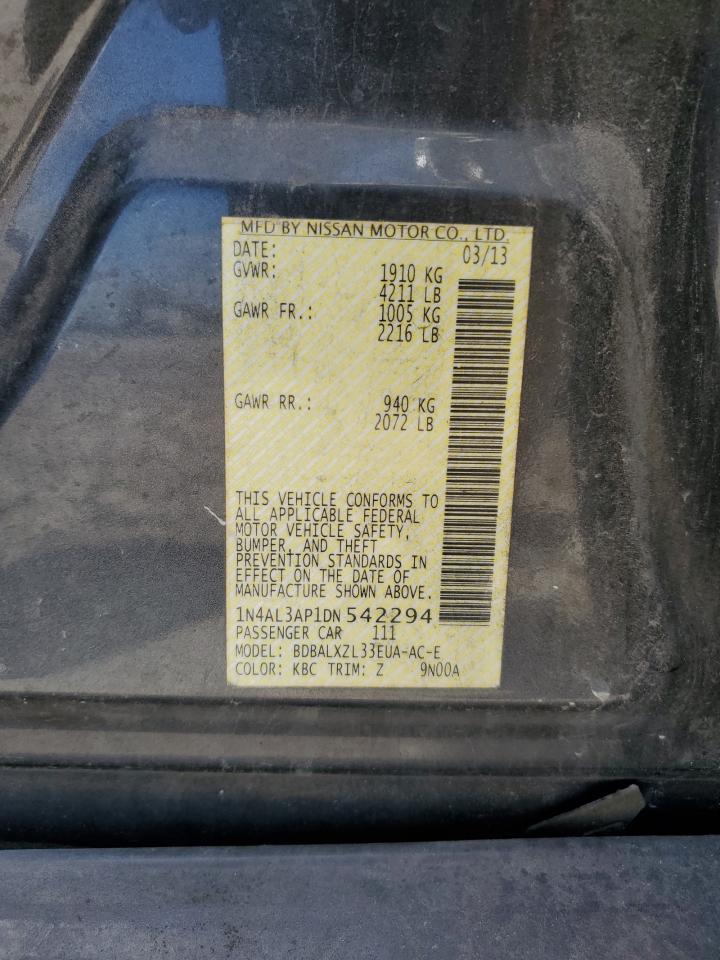 MFD BY NISSAN MOTOR CO., LTD.
DATE: 03/13
GVWR: 1910 KG
4211 LB
GAWR FR.: 1005 KG
2216 LB
GAWR RR.: 940 KG
2072 LB
THIS VEHICLE CONFORMS TO
ALL APPLICABLE FEDERAL
MOTOR VEHICLE SAFETY,
BUMPER, AND THEFT
PREVENTION STANDARDS IN
EFFECT ON THE DATE OF
MANUFACTURE SHOWN ABOVE.
1N4AL3AP1DN542294
PASSENGER CAR 111
MODEL: BDBALXZL33EUA-AC-E
COLOR: KBC TRIM: Z 9N00A